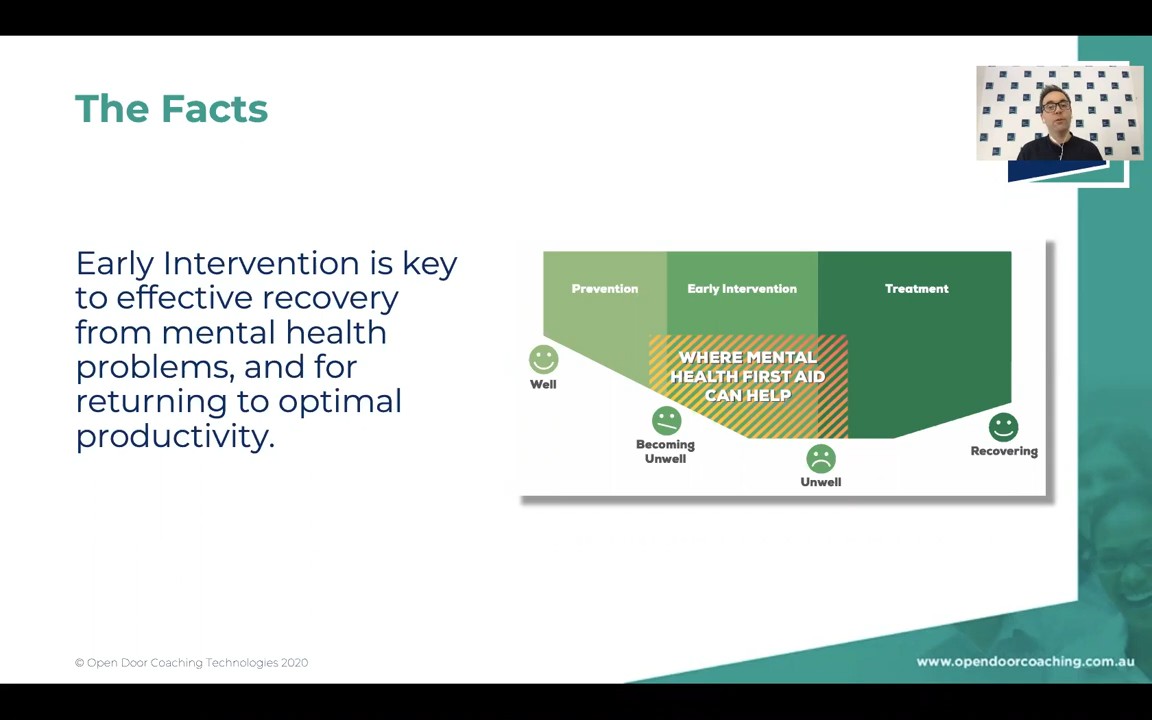 The Facts
Early Intervention is key
to effective recovery
from mental health
problems, and for
returning to optimal
productivity.
Prevention
Early Intervention
Treatment
WHERE MENTAL
HEALTH FIRST AID
CAN HELP
Well
Becoming
Unwell
Unwell
Recovering
© Open Door Coaching Technologies 2020
www.opendoorcoaching.com.au